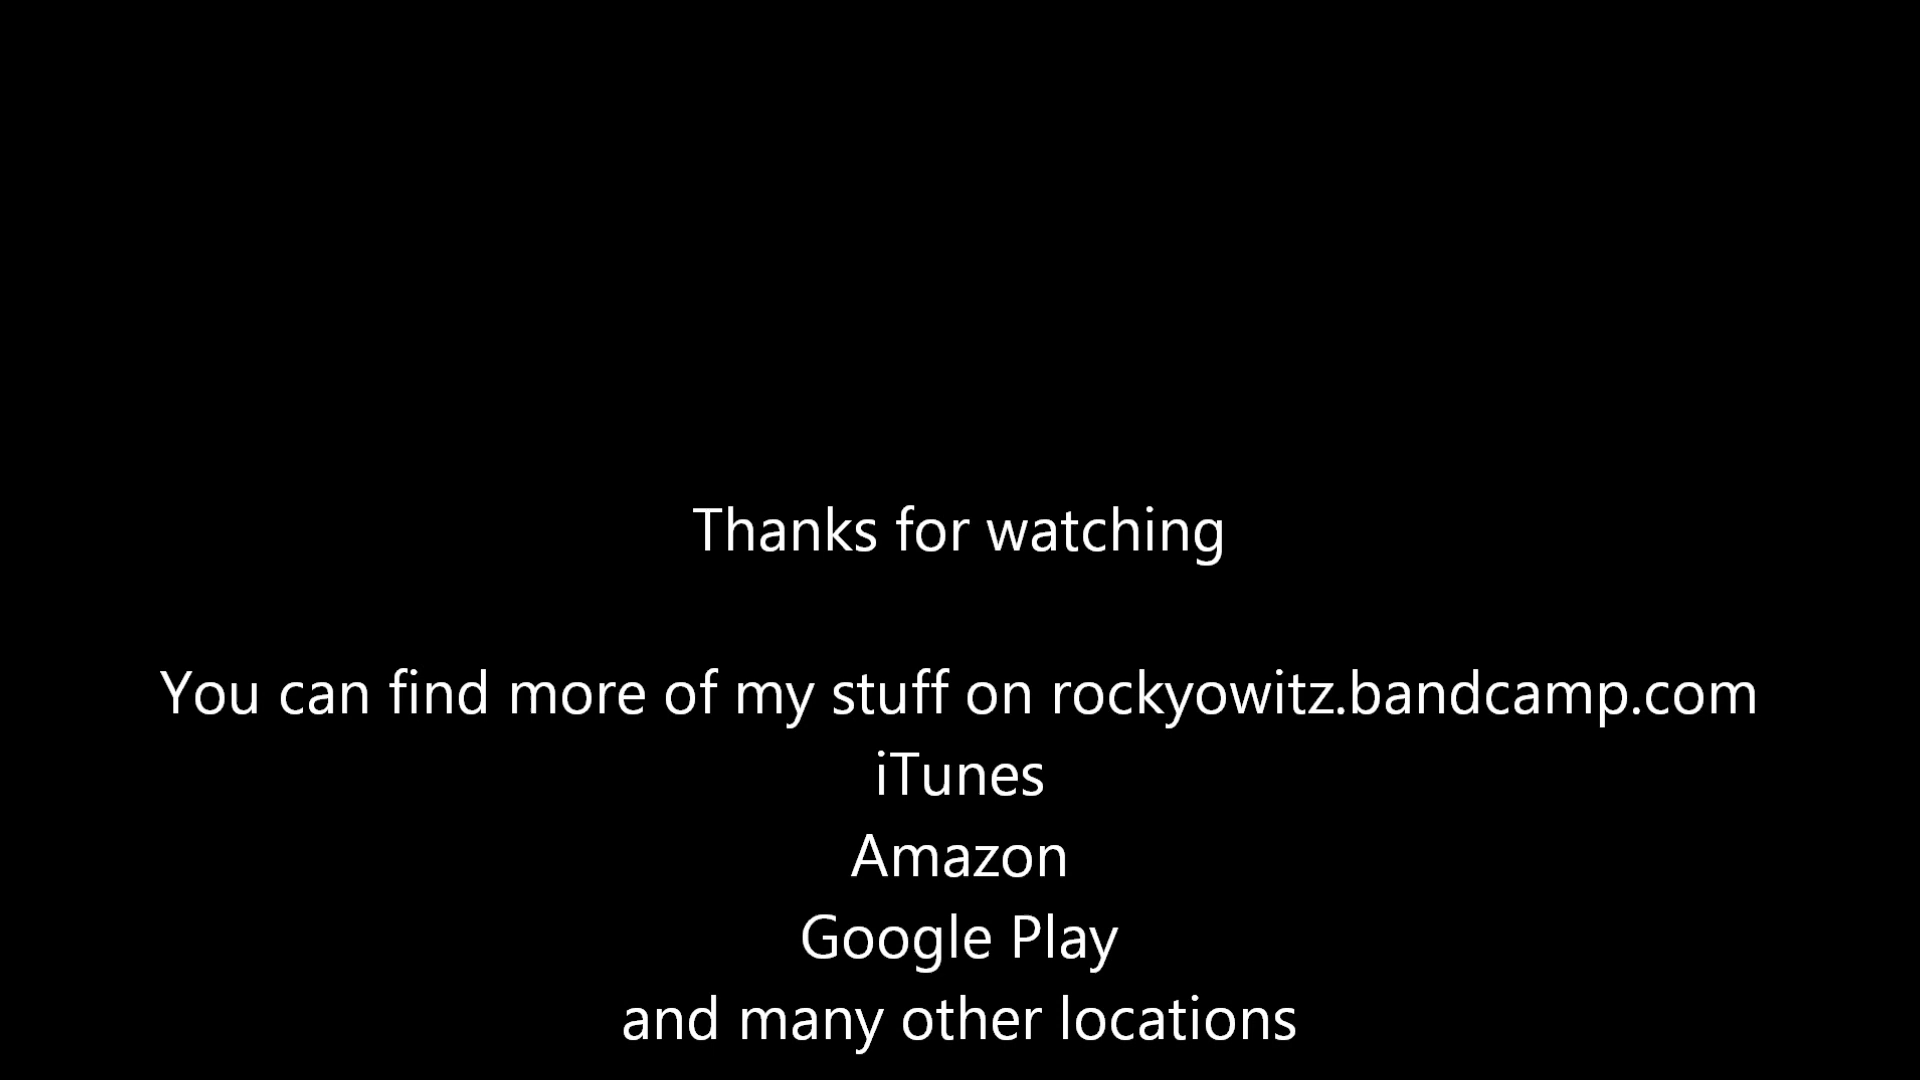 Thanks for watching
You can find more of my stuff on rockyowitz.bandcamp.com
iTunes
Amazon
Google Play
and many other locations